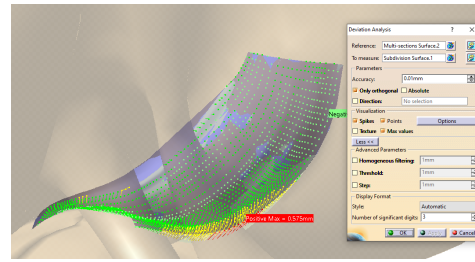 Deviation Analysis
Reference: Multi-sections Surface.2
To measure: Subdivision Surface.1
Parameters
Accuracy: 0.01mm
Only orthogonal Absolute
Direction: No selection
Visualization
Spikes Points Options
Texture Max values
Less <<
Advanced Parameters
Homogeneous filtering: 1mm
Threshold: 1mm
Step: 1mm
Display Format
Style: Automatic
Number of significant digits: 3
OK Cancel
Negati
Positive Max = 0.575mm